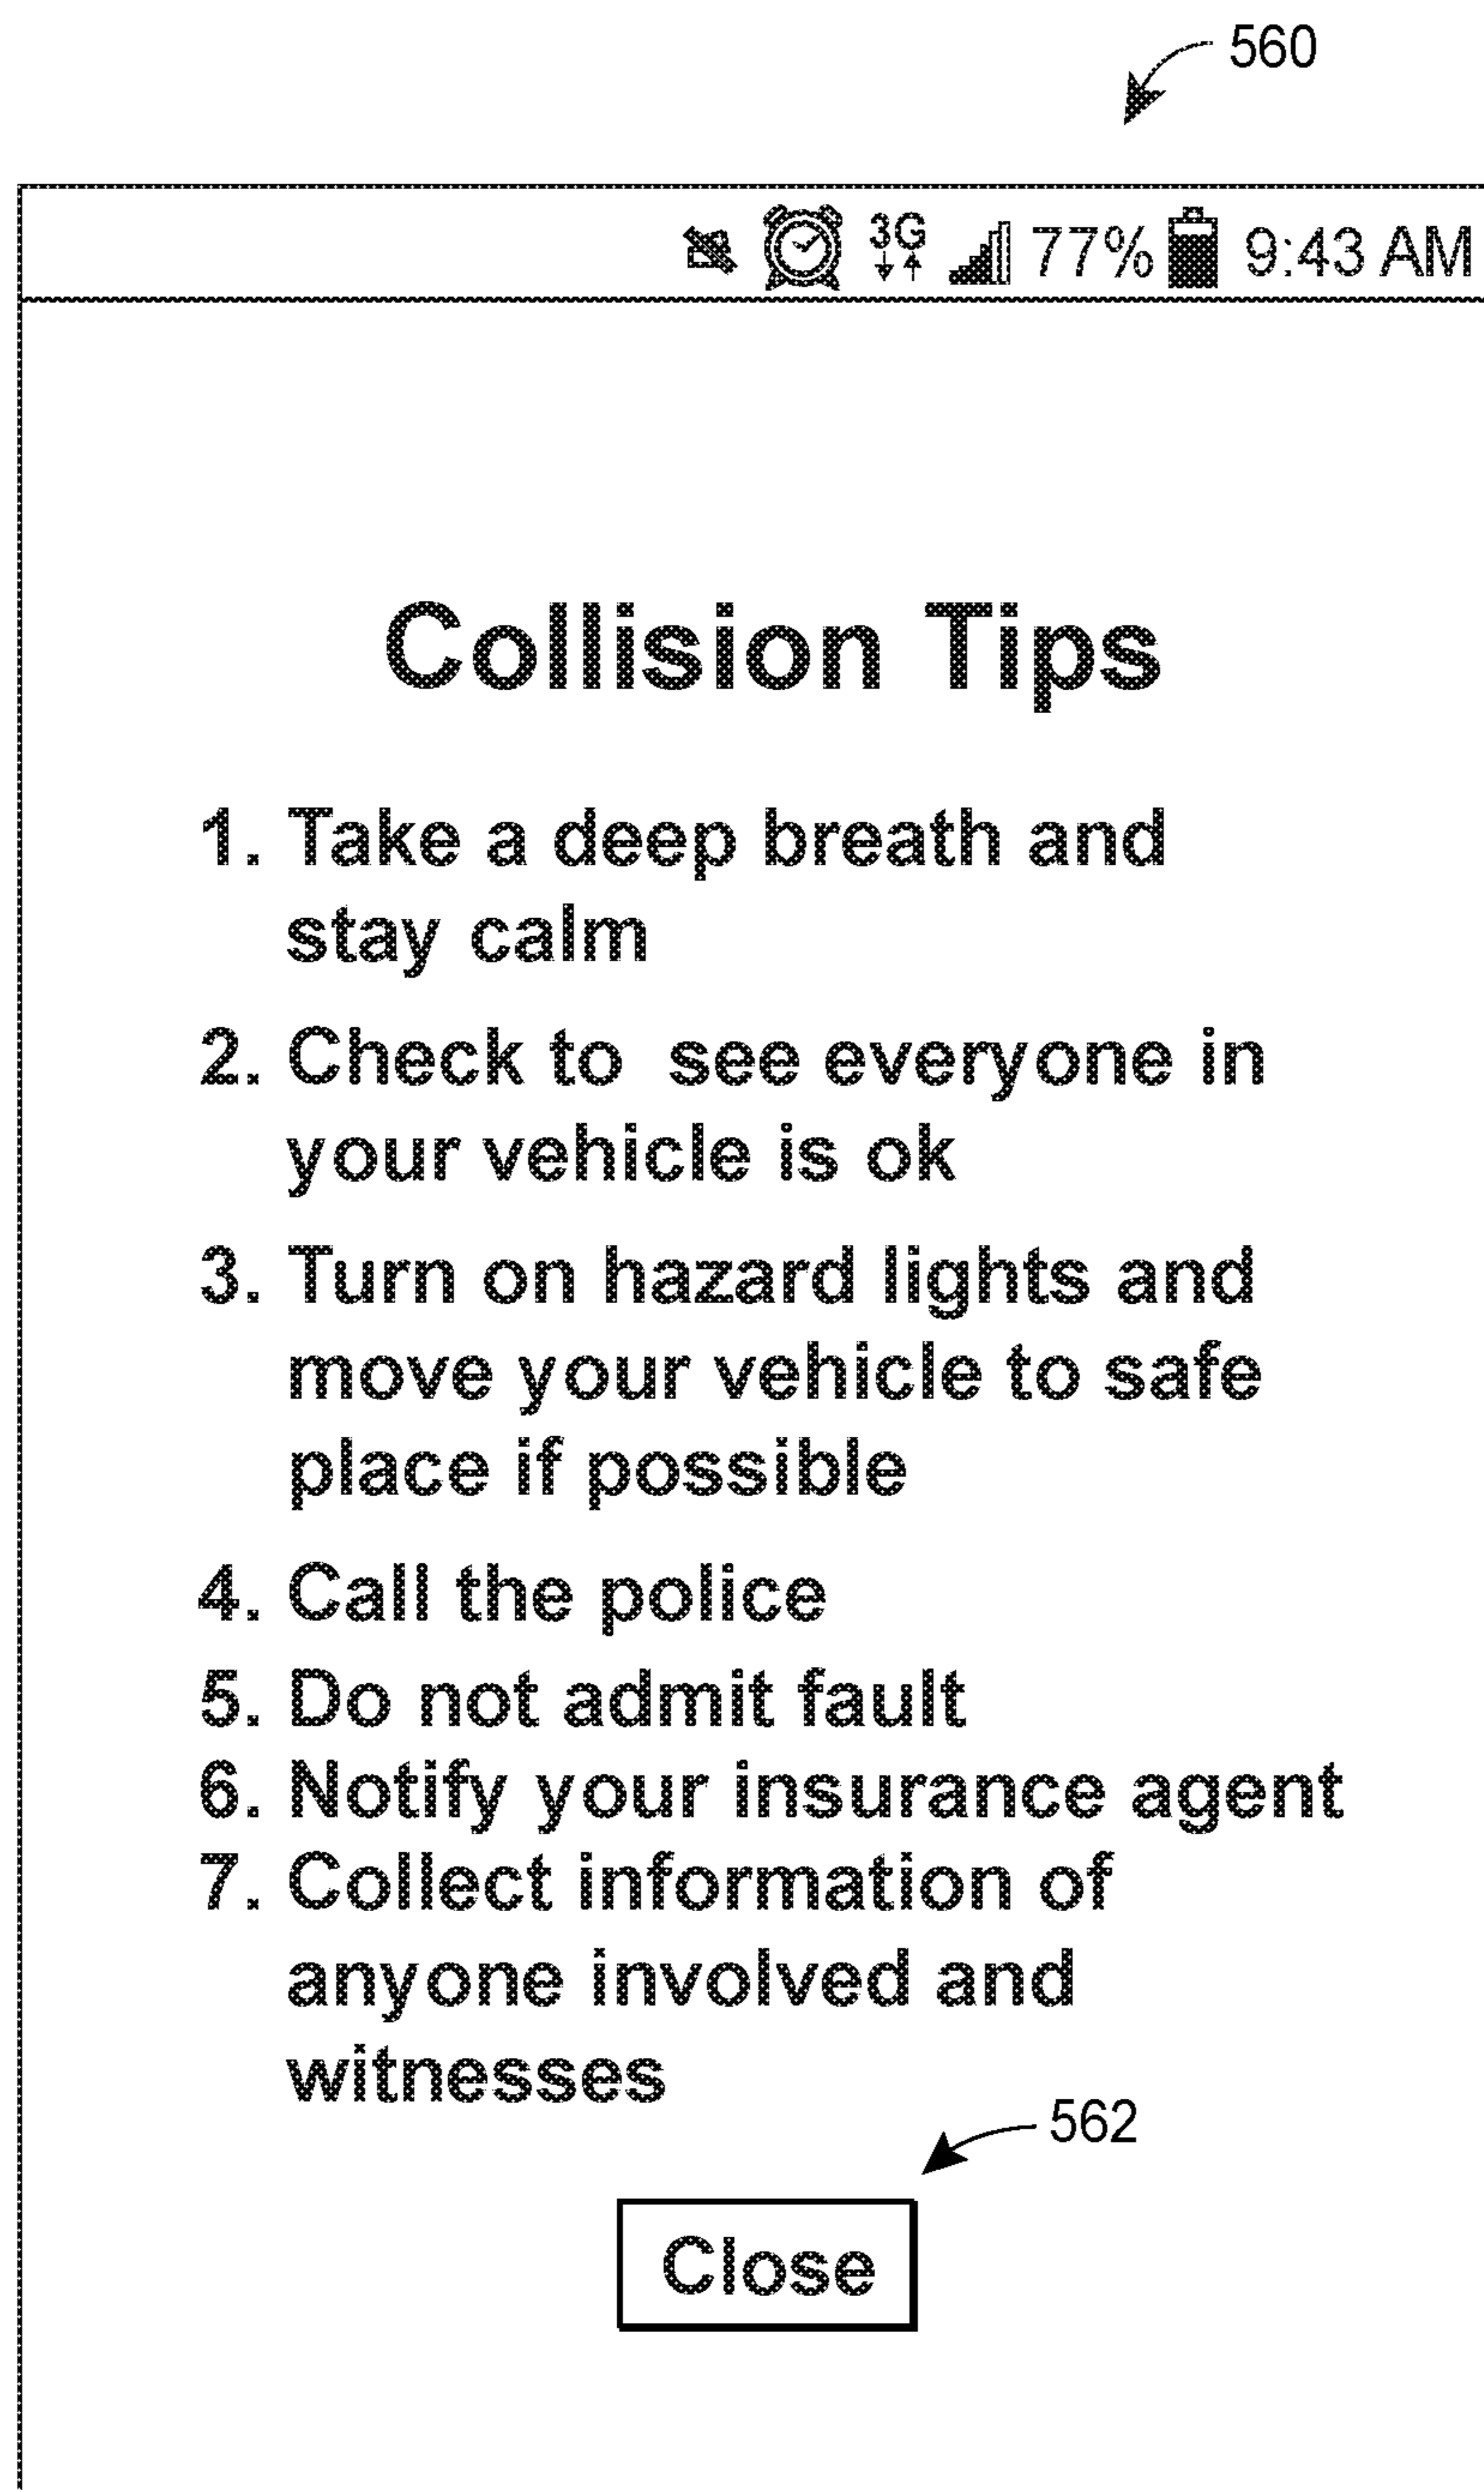 560
3G 77% 9:43 AM
Collision Tips
1. Take a deep breath and
stay calm
2. Check to  see everyone in
your vehicle is ok
3. Turn on hazard lights and
move your vehicle to safe
place if possible
4. Call the police
5. Do not admit fault
6. Notify your insurance agent
7. Collect information of
anyone involved and
witnesses
562
Close